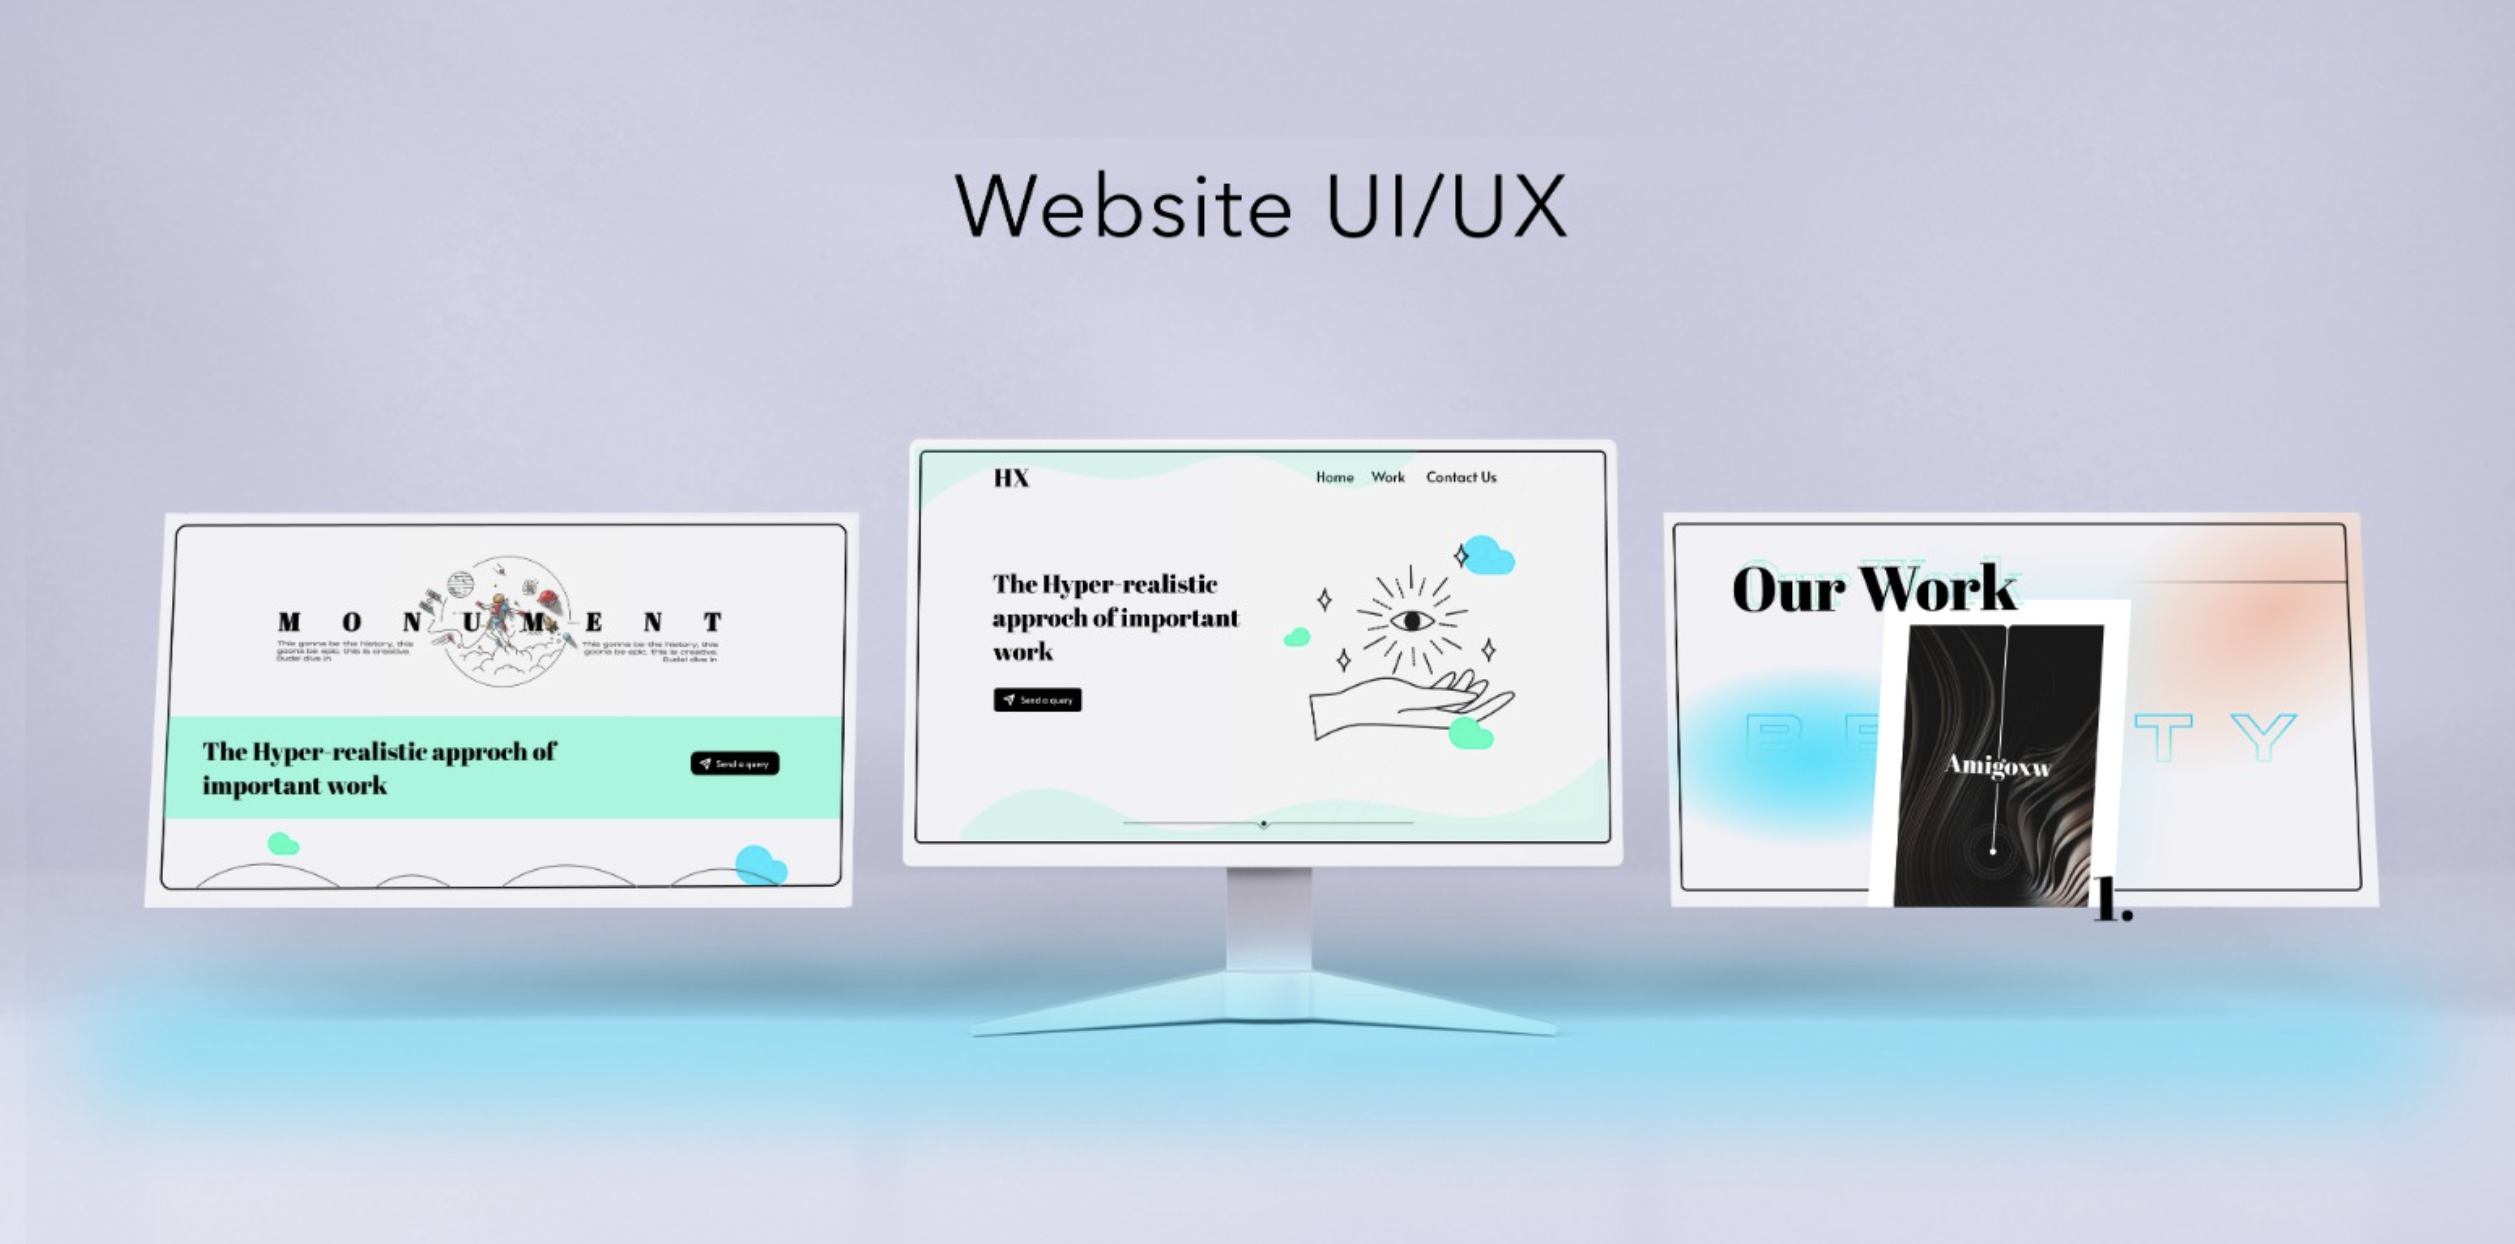 Website UI/UX
M O N U M E N T
This gonna be the history, this
goona be epic, this is creative.
Dude! dive in
This gonna be the history, this
goona be epic, this is creative.
Dude! dive in
The Hyper-realistic approch of
important work
Send a query
HX
Home Work Contact Us
The Hyper-realistic
approch of important
work
Send a query
Our Work
B E T Y
Amigoxw
1.